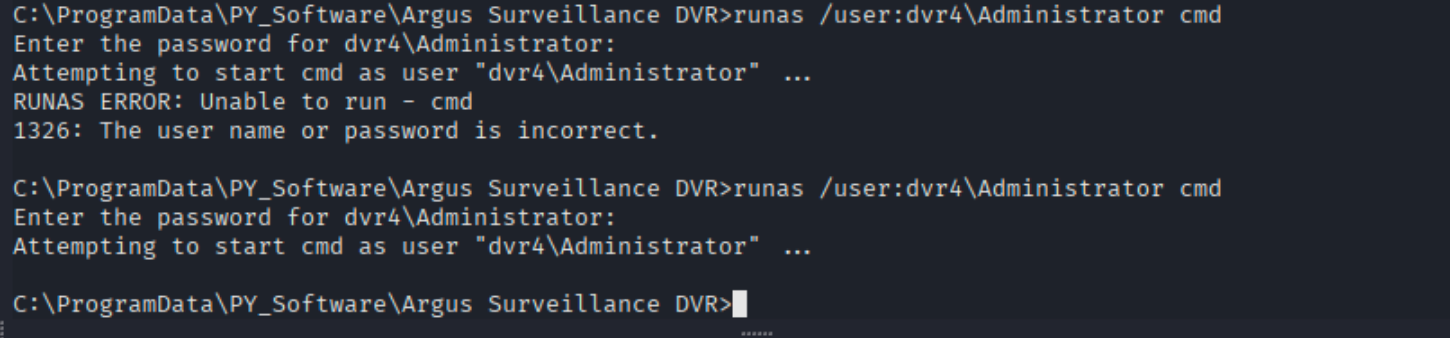 C:\ProgramData\PY_Software\Argus Surveillance DVR>runas /user:dvr4\Administrator cmd
Enter the password for dvr4\Administrator:
Attempting to start cmd as user "dvr4\Administrator" ...
RUNAS ERROR: Unable to run - cmd
1326: The user name or password is incorrect.
C:\ProgramData\PY_Software\Argus Surveillance DVR>runas /user:dvr4\Administrator cmd
Enter the password for dvr4\Administrator:
Attempting to start cmd as user "dvr4\Administrator" ...
C:\ProgramData\PY_Software\Argus Surveillance DVR>